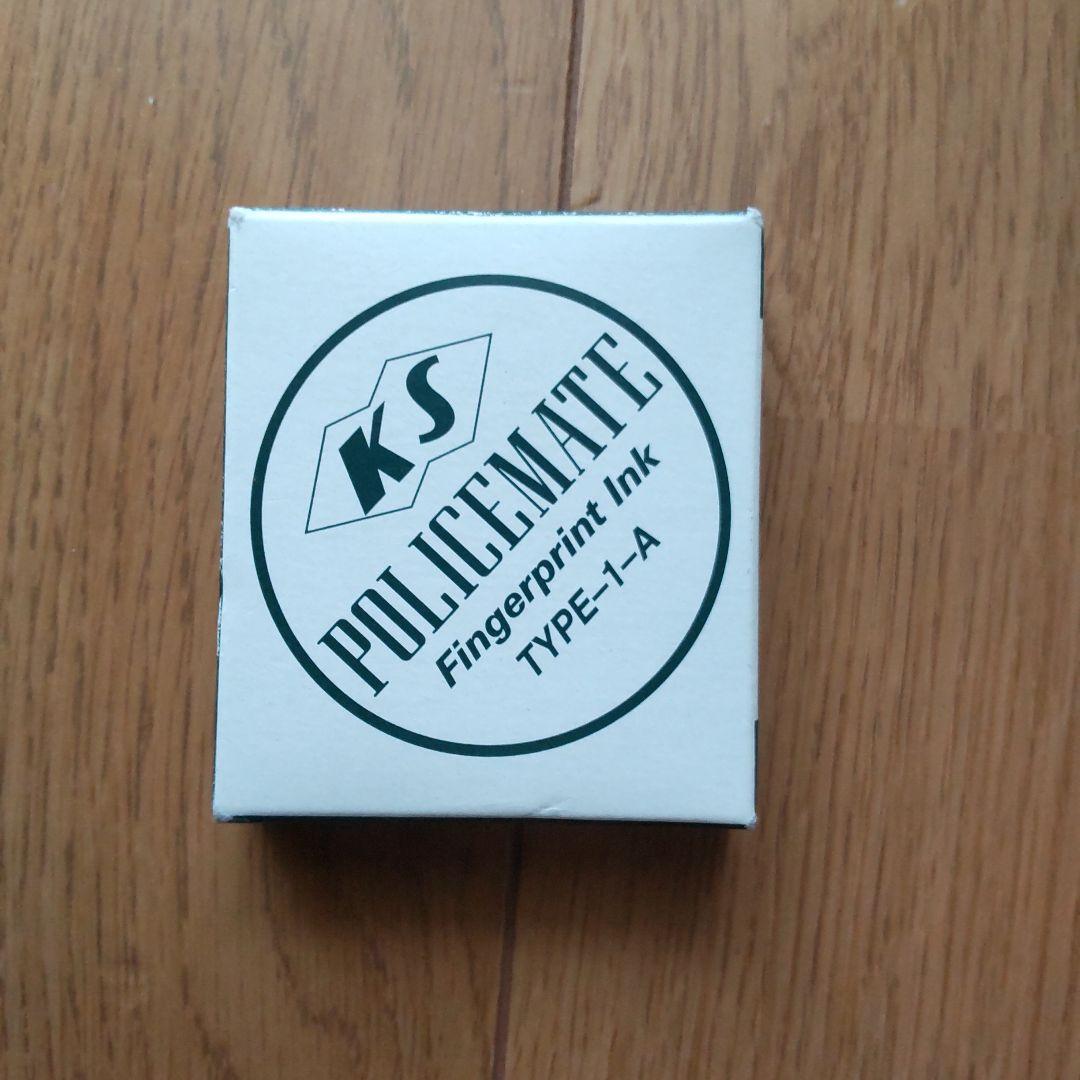 KS
POLICEMATE
Fingerprint Ink
TYPE-1-A